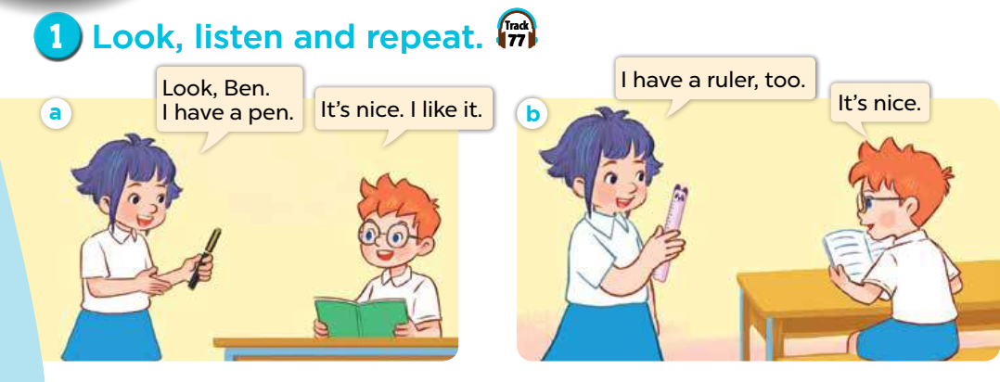 1 Look, listen and repeat.
Track
77
a
Look, Ben.
I have a pen.
It's nice. I like it.
b
I have a ruler, too.
It's nice.